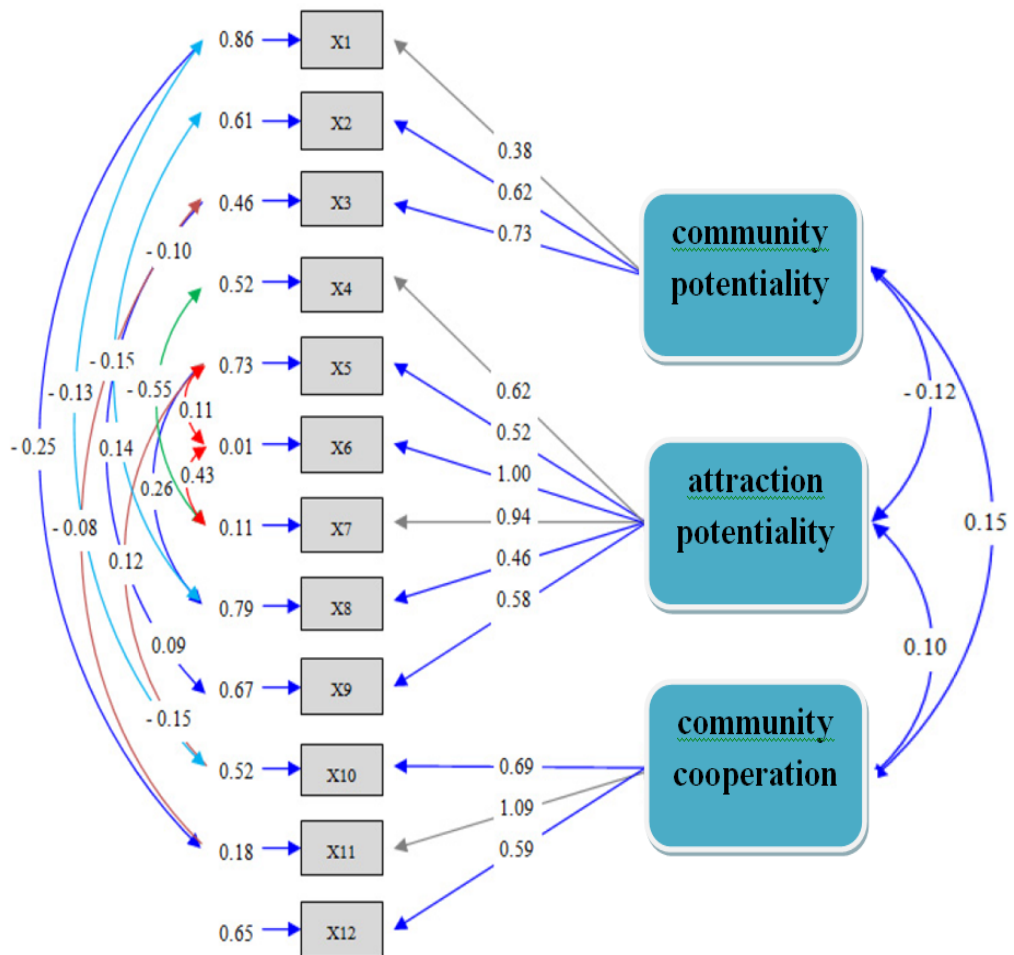 0.86
X1
0.38
0.61
X2
0.62
0.46
X3
0.73
community
potentiality
- 0.10
0.52
X4
- 0.15
- 0.13
- 0.55
0.73
X5
0.62
- 0.12
0.11
0.52
- 0.25
0.14
0.01
X6
1.00
0.43
0.26
attraction
potentiality
0.94
0.15
- 0.08
0.11
X7
0.46
0.12
0.58
0.79
X8
0.09
0.10
0.67
X9
- 0.15
community
cooperation
0.52
X10
0.69
1.09
0.18
X11
0.59
0.65
X12